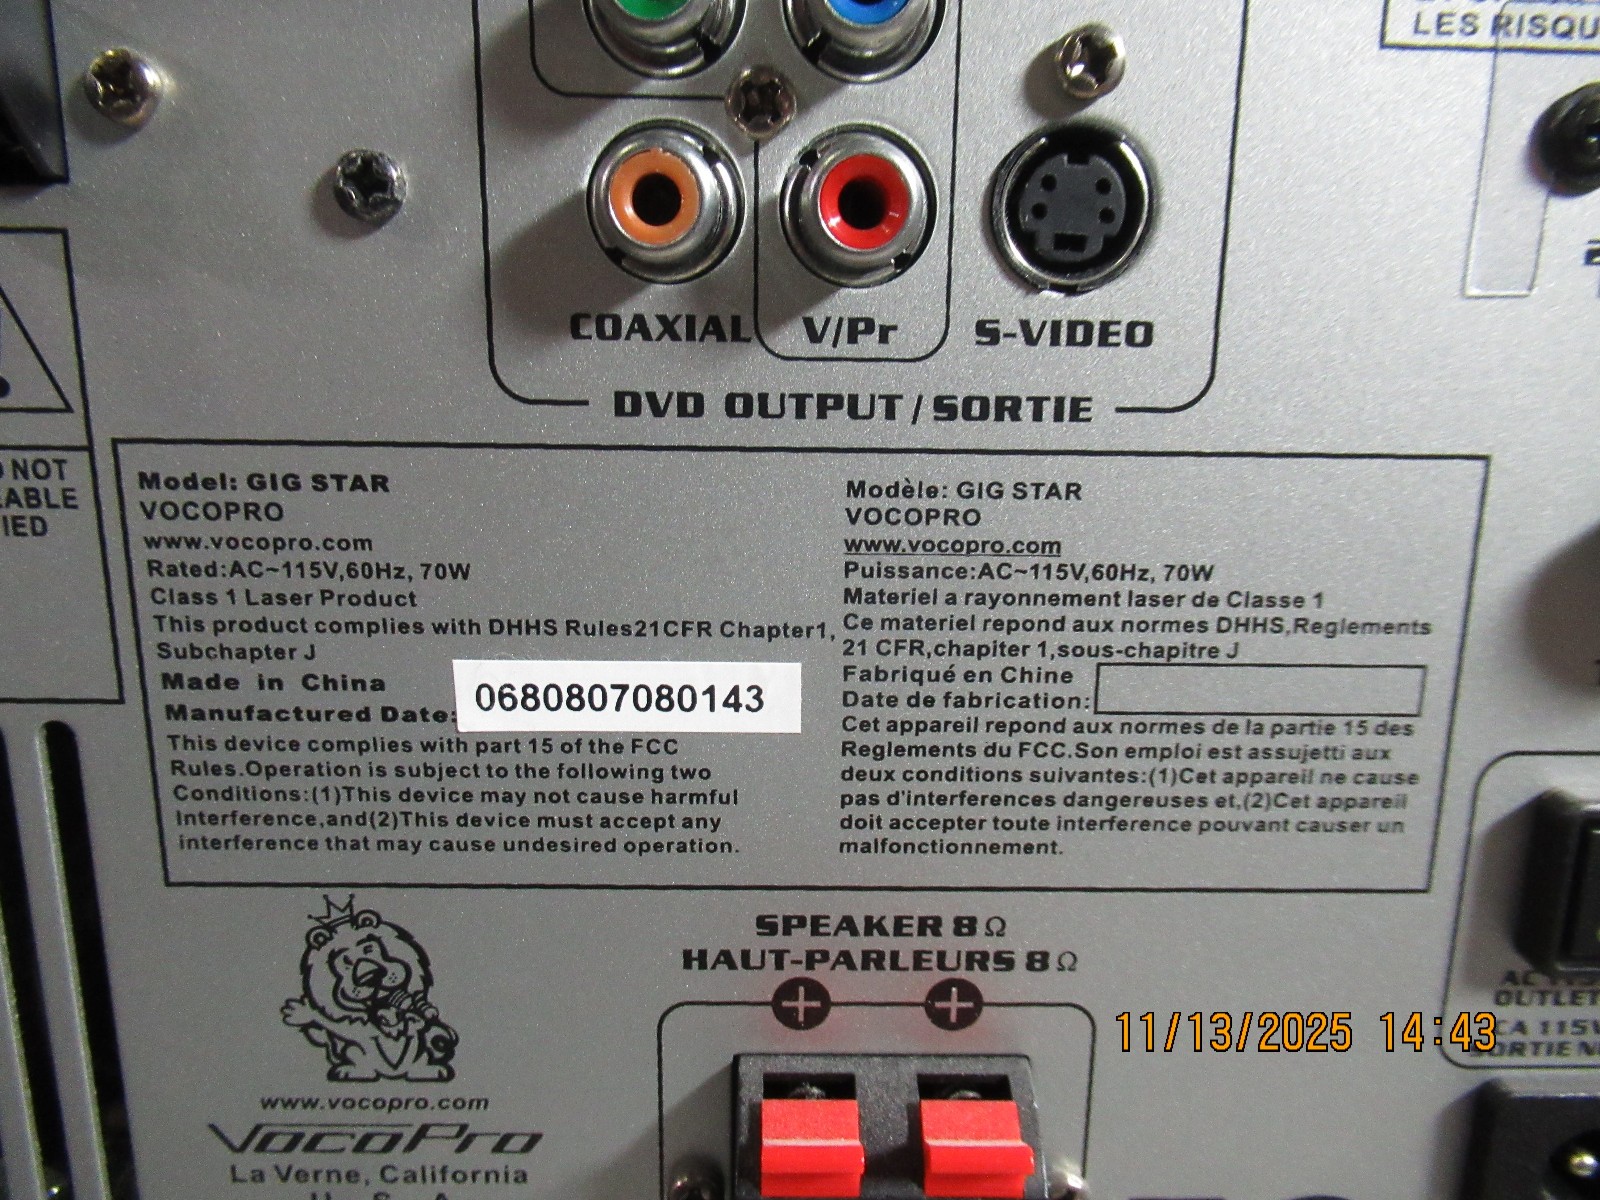 LES RISQU
COAXIAL
V/Pr
S-VIDEO
DVD OUTPUT / SORTIE
NOT
IED
Model: GIG STAR
VOCOPRO
www.vocopro.com
Rated:AC~115V,60Hz, 70W
Class 1 Laser Product
This product complies with DHHS Rules21CFR Chapter1,
Subchapter J
Made in China
Manufactured Date:
0680807080143
This device complies with part 15 of the FCC
Rules.Operation is subject to the following two
Conditions:(1)This device may not cause harmful
Interference,and(2)This device must accept any
interference that may cause undesired operation.
Modèle: GIG STAR
VOCOPRO
www.vocopro.com
Puissance:AC~115V,60Hz, 70W
Materiel a rayonnement laser de Classe 1
Ce materiel repond aux normes DHHS,Reglements
21 CFR,chapiter 1,sous-chapitre J
Fabriqué en Chine
Date de fabrication:
Cet appareil repond aux normes de la partie 15 des
Reglements du FCC.Son emploi est assujetti aux
deux conditions suivantes:(1)Cet appareil ne cause
pas d'interferences dangereuses et,(2)Cet appareil
doit accepter toute interference pouvant causer un
malfonctionnement.
SPEAKER 8Ω
HAUT-PARLEURS 8Ω
www.vocopro.com
VocoPro
La Verne, California
U S A
AC 115
OUTLET
CA 115V
SORTIE
11/13/2025 14:43